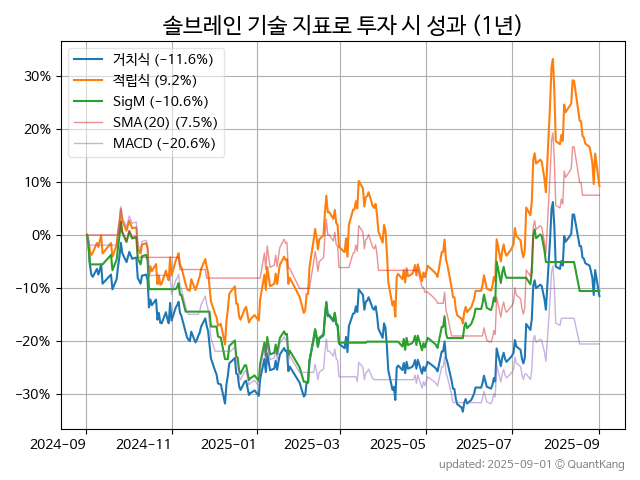 솔브레인 기술 지표로 투자 시 성과 (1년)
거치식 (−11.6%)
적립식 (9.2%)
SigM (−10.6%)
SMA(20) (7.5%)
MACD (−20.6%)
30%
20%
10%
0%
−10%
−20%
−30%
2024-09 2024-11 2025-01 2025-03 2025-05 2025-07 2025-09
updated: 2025-09-01 © QuantKang